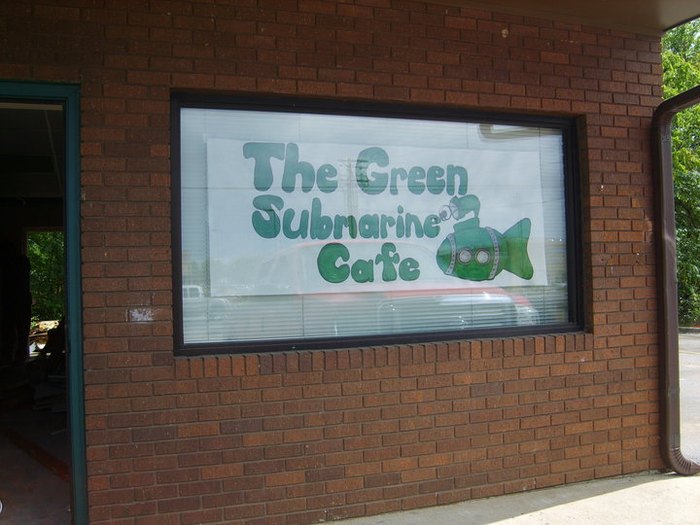 The Green
Submarine
Cafe